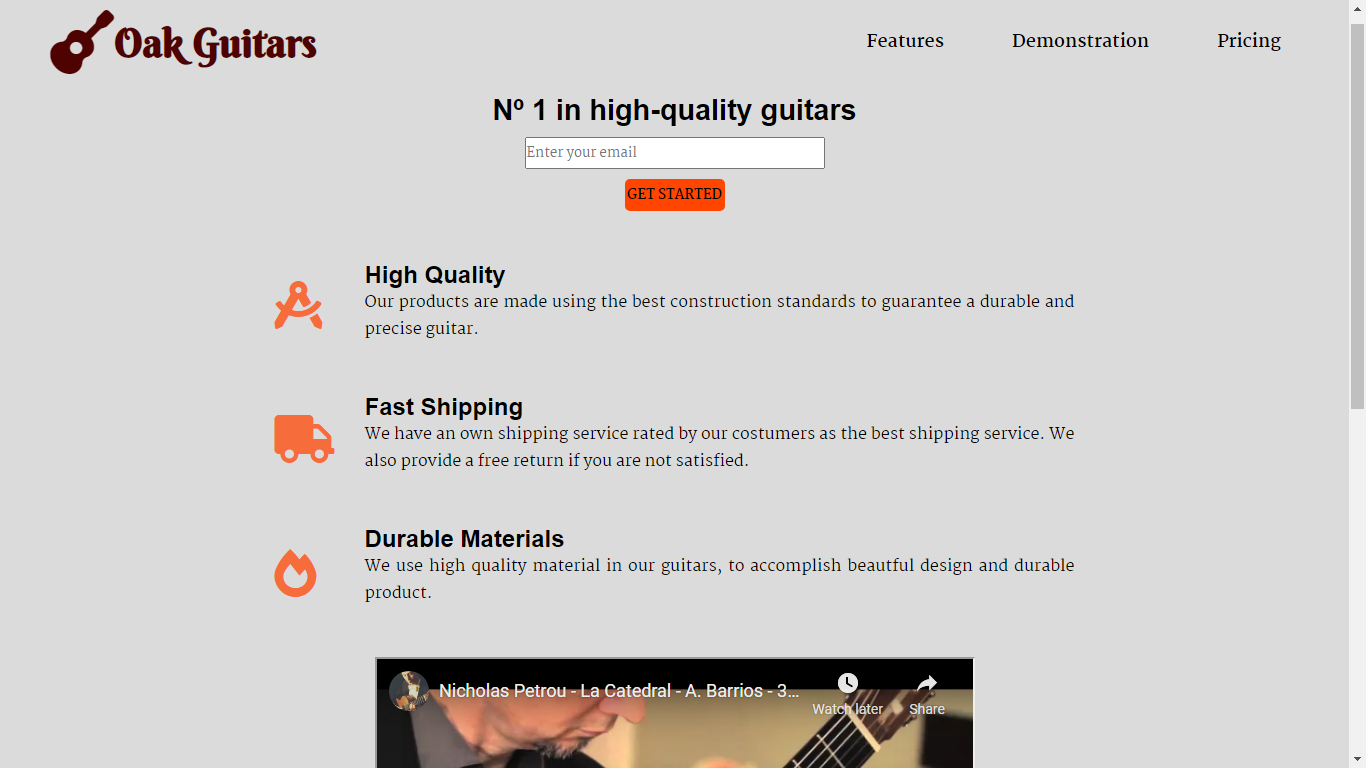 Oak Guitars
Features
Demonstration
Pricing
Nº 1 in high-quality guitars
Enter your email
GET STARTED
High Quality
Our products are made using the best construction standards to guarantee a durable and
precise guitar.
Fast Shipping
We have an own shipping service rated by our costumers as the best shipping service. We
also provide a free return if you are not satisfied.
Durable Materials
We use high quality material in our guitars, to accomplish beautful design and durable
product.
Nicholas Petrou - La Catedral - A. Barrios - 3...
Watch later
Share